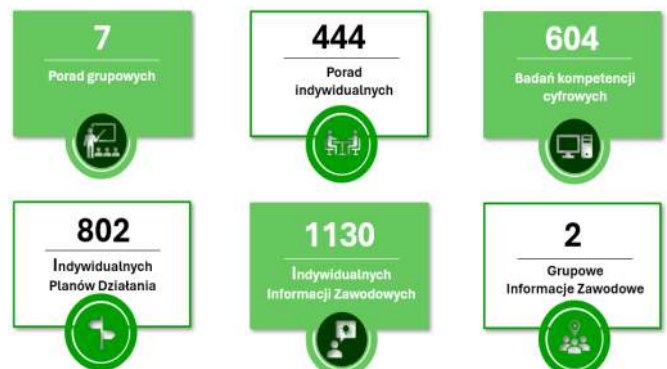 7
Porad grupowych
444
Porad
indywidualnych
604
Badań kompetencji
cyfrowych
802
Indywidualnych
Planów Działania
1130
Indywidualnych
Informacji Zawodowych
2
Grupowe
Informacje Zawodowe